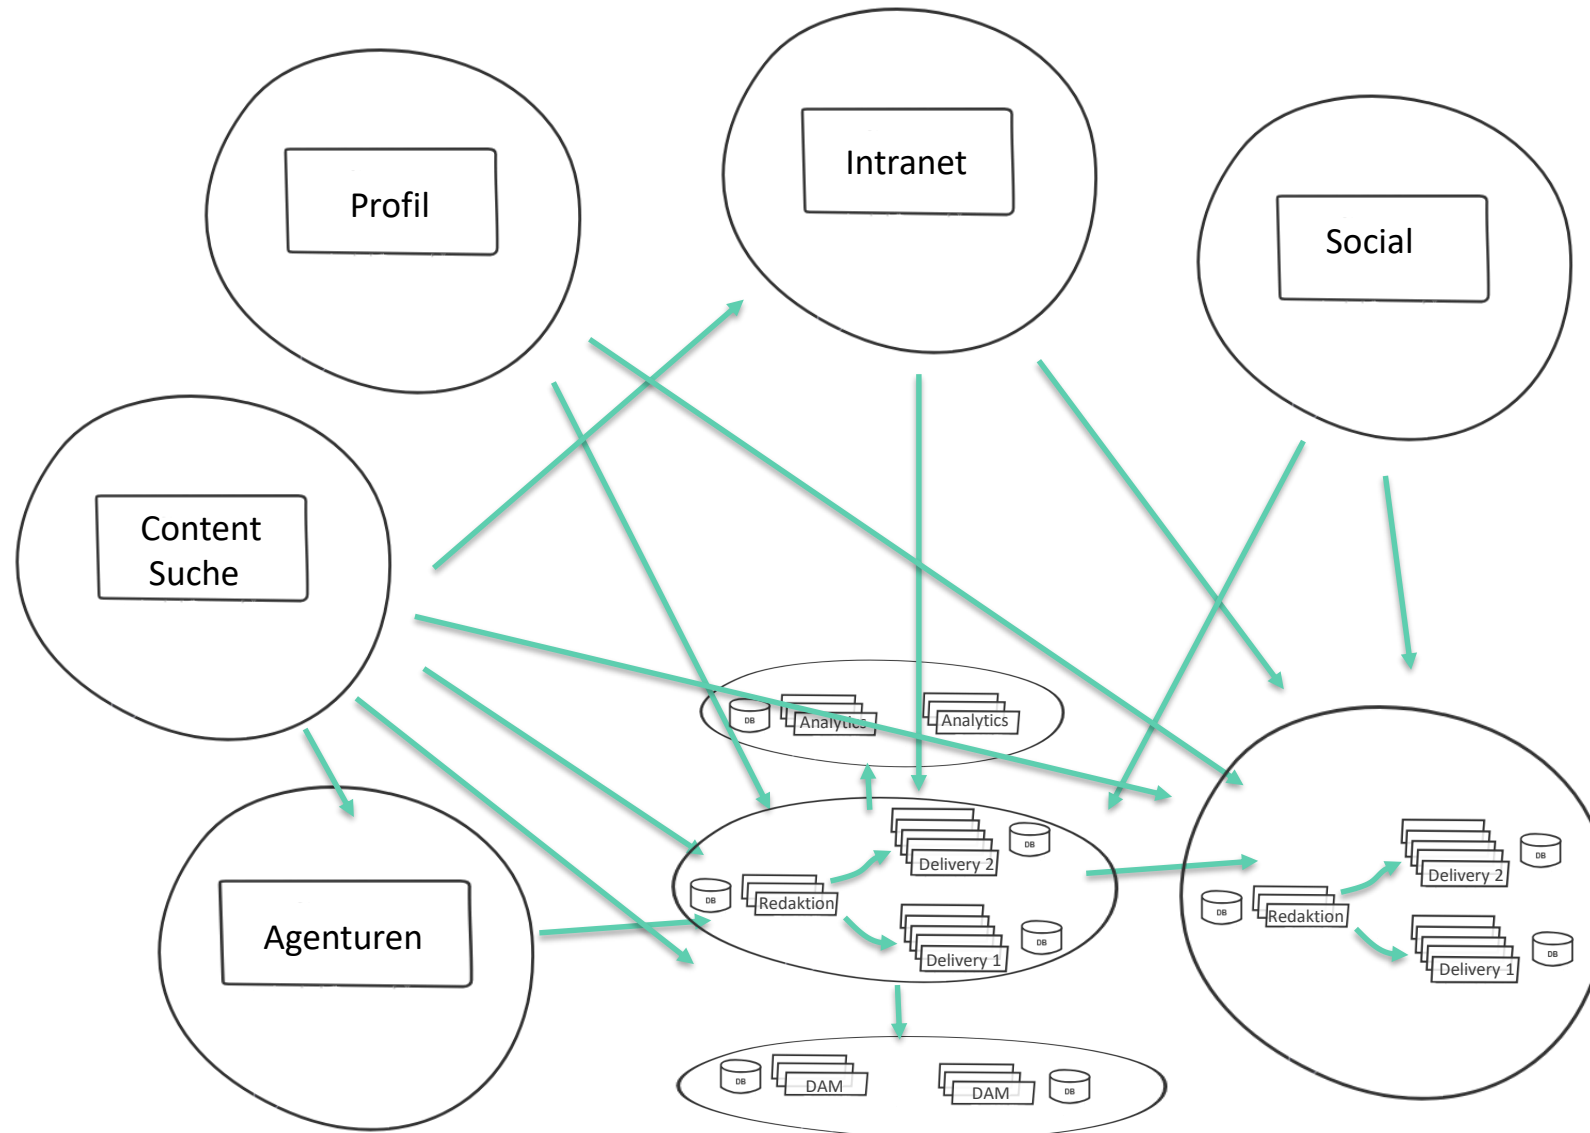 Intranet
Profil
Social
Content
Suche
DB
Analytics
Analytics
Delivery 2
DB
Delivery 2
DB
DB
Redaktion
DB
Redaktion
Agenturen
Delivery 1
DB
Delivery 1
DB
DB
DAM
DAM
DB